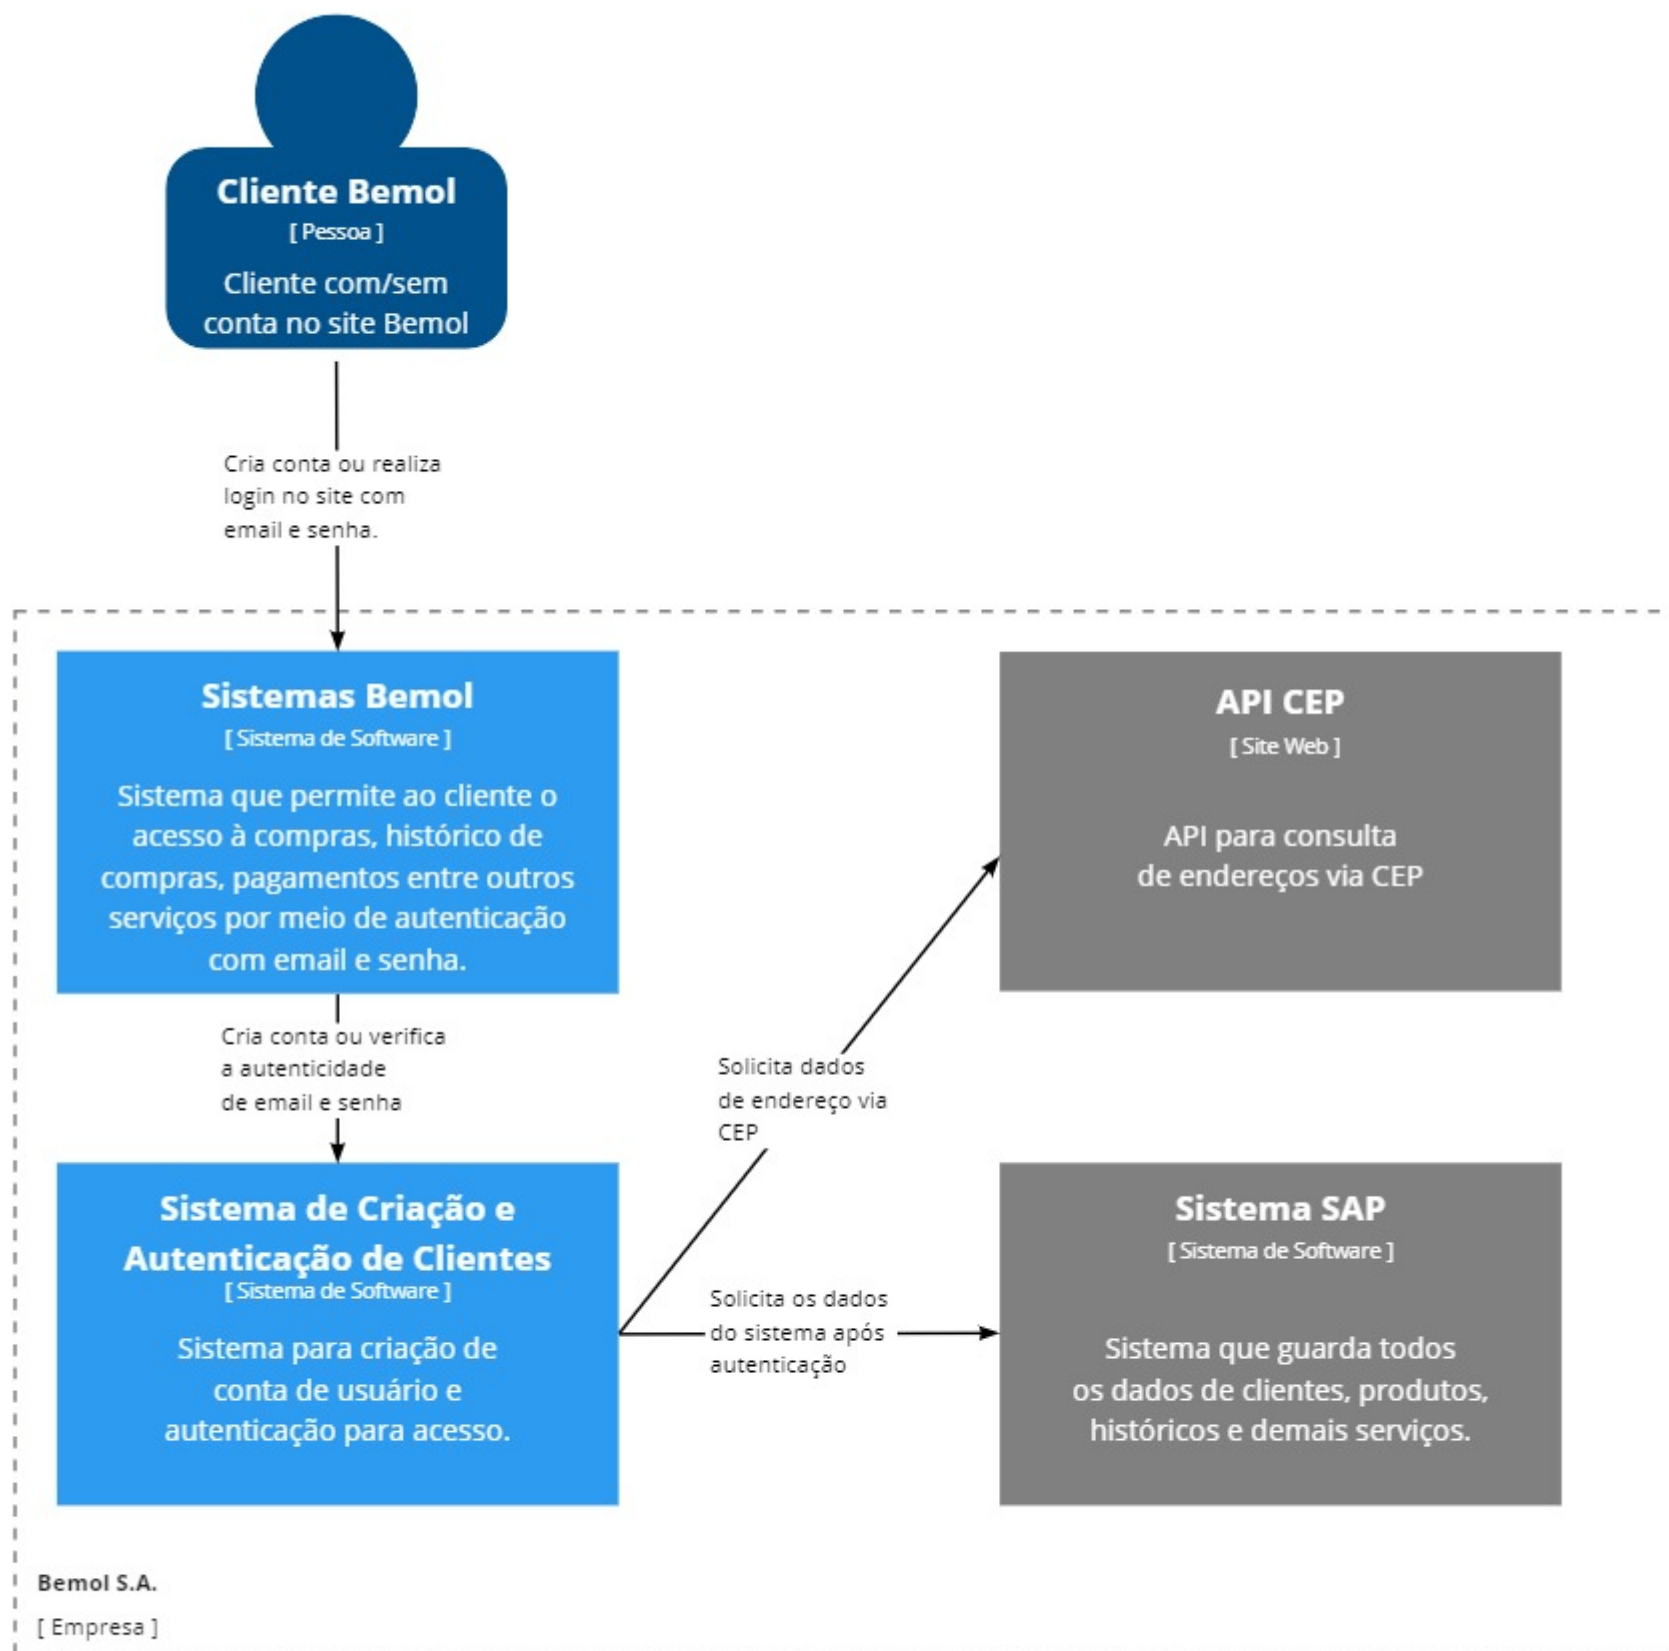 Cliente Bemol
[ Pessoa ]
Cliente com/sem
conta no site Bemol
Cria conta ou realiza
login no site com
email e senha.
Sistemas Bemol
[ Sistema de Software ]
Sistema que permite ao cliente o
acesso à compras, histórico de
compras, pagamentos entre outros
serviços por meio de autenticação
com email e senha.
API CEP
[ Site Web ]
API para consulta
de endereços via CEP
Cria conta ou verifica
a autenticidade
de email e senha
Solicita dados
de endereço via
CEP
Sistema de Criação e
Autenticação de Clientes
[ Sistema de Software ]
Sistema para criação de
conta de usuário e
autenticação para acesso.
Solicita os dados
do sistema após
autenticação
Sistema SAP
[ Sistema de Software ]
Sistema que guarda todos
os dados de clientes, produtos,
históricos e demais serviços.
Bemol S.A.
[ Empresa ]